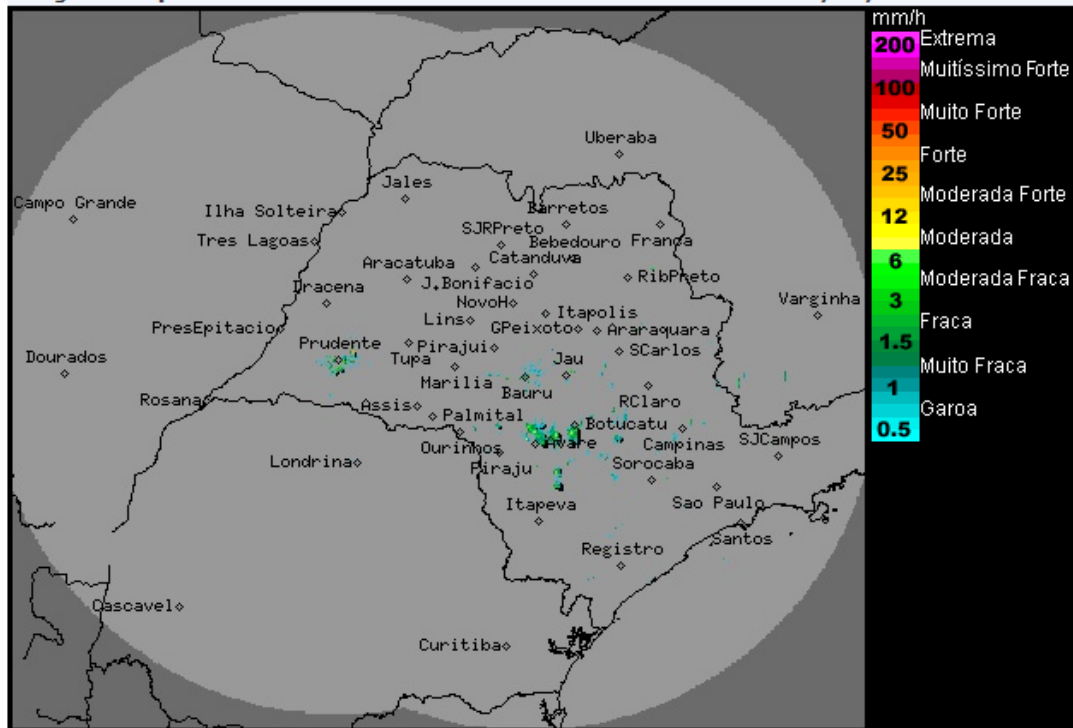 mm/h
200 Extrema
Muitíssimo Forte
100
Muito Forte
50
Forte
25
Moderada Forte
12
Moderada
6
Moderada Fraca
3
Fraca
1.5
Muito Fraca
1
Garoa
0.5
Uberaba
Jales
Campo Grande
Ilha Solteira
Barretos
SJRPreto
Tres Lagoas
Bebedouro
Franca
Catanduva
Aracatuba
RibPreto
J.Bonifacio
Dracena
NovoH
Varginha
Itapolis
Lins
PresEpitacio
GPeixoto
Araraquara
Prudente
Pirajui
SCarlos
Dourados
Tupa
Jau
Marilia
Bauru
Rosana
Assis
RClaro
Palmital
Botucatu
Ourinhos
Avare
Campinas
SJCampos
Londrina
Piraju
Sorocaba
Itapeva
Sao Paulo
Santos
Registro
Cascavel
Curitiba